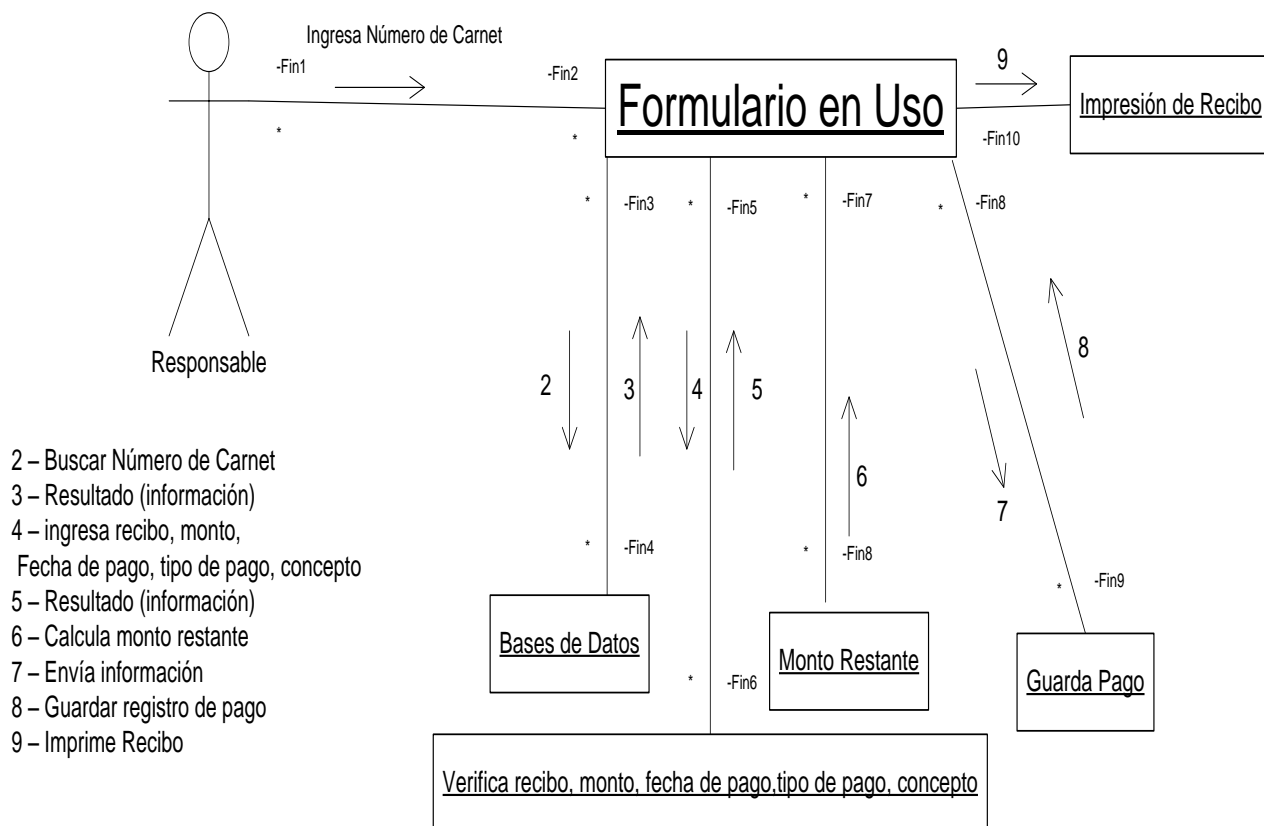 Ingresa Número de Carnet
-Fin1
-Fin2
*
*
Formulario en Uso
9
Impresión de Recibo
-Fin10
*
-Fin3
*
-Fin5
*
-Fin7
*
-Fin8
Responsable
2
3
4
5
6
7
8
2 – Buscar Número de Carnet
3 – Resultado (información)
4 – ingresa recibo, monto,
Fecha de pago, tipo de pago, concepto
5 – Resultado (información)
6 – Calcula monto restante
7 – Envía información
8 – Guardar registro de pago
9 – Imprime Recibo
*
-Fin4
*
-Fin8
*
-Fin9
Bases de Datos
Monto Restante
Guarda Pago
*
-Fin6
Verifica recibo, monto, fecha de pago,tipo de pago, concepto